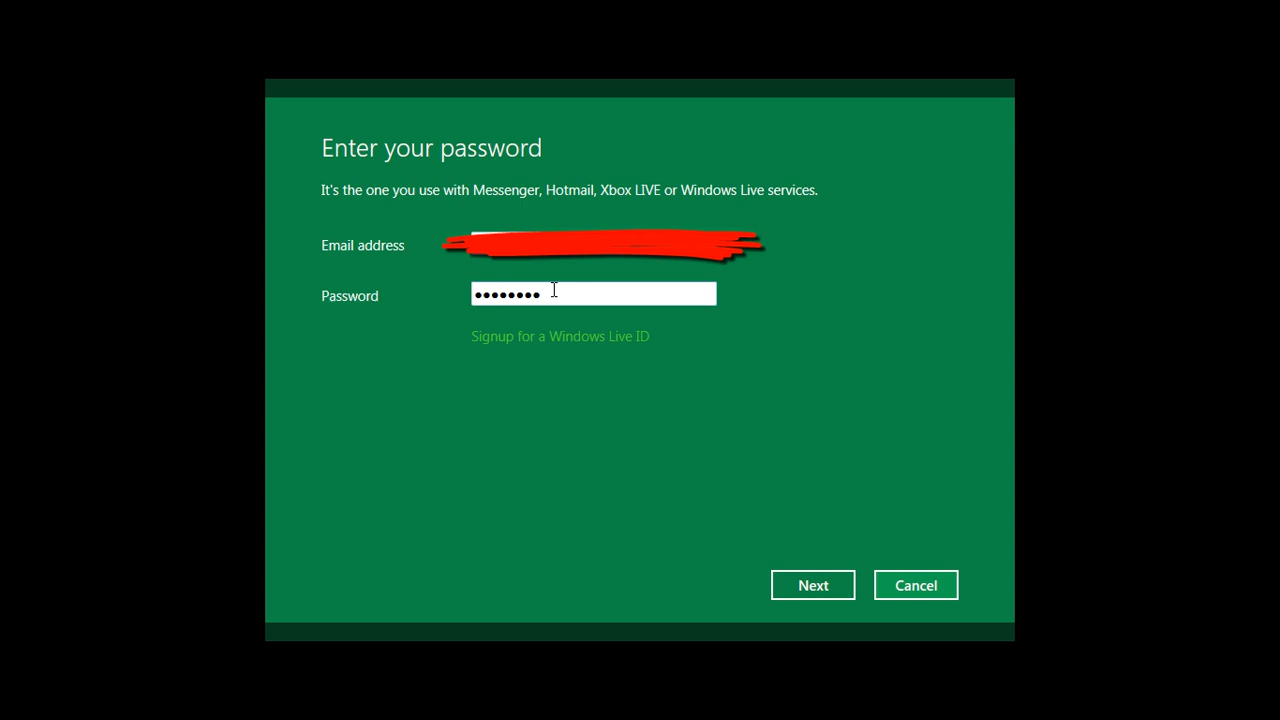 Enter your password
It's the one you use with Messenger, Hotmail, Xbox LIVE or Windows Live services.
Email address
Password ••••••••
Signup for a Windows Live ID
Next Cancel